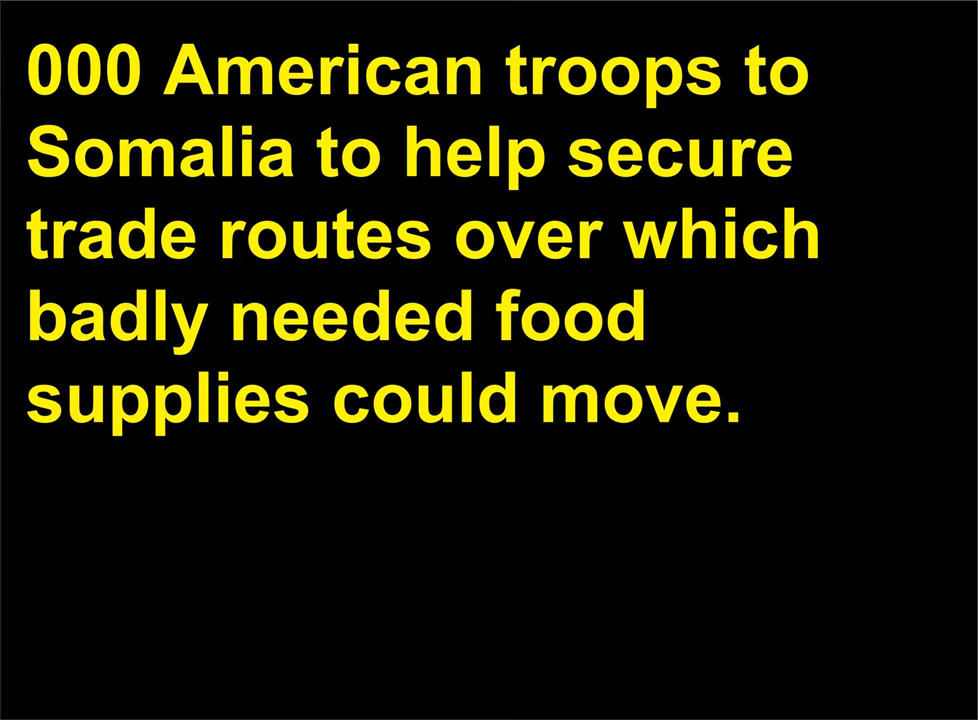 000 American troops to
Somalia to help secure
trade routes over which
badly needed food
supplies could move.